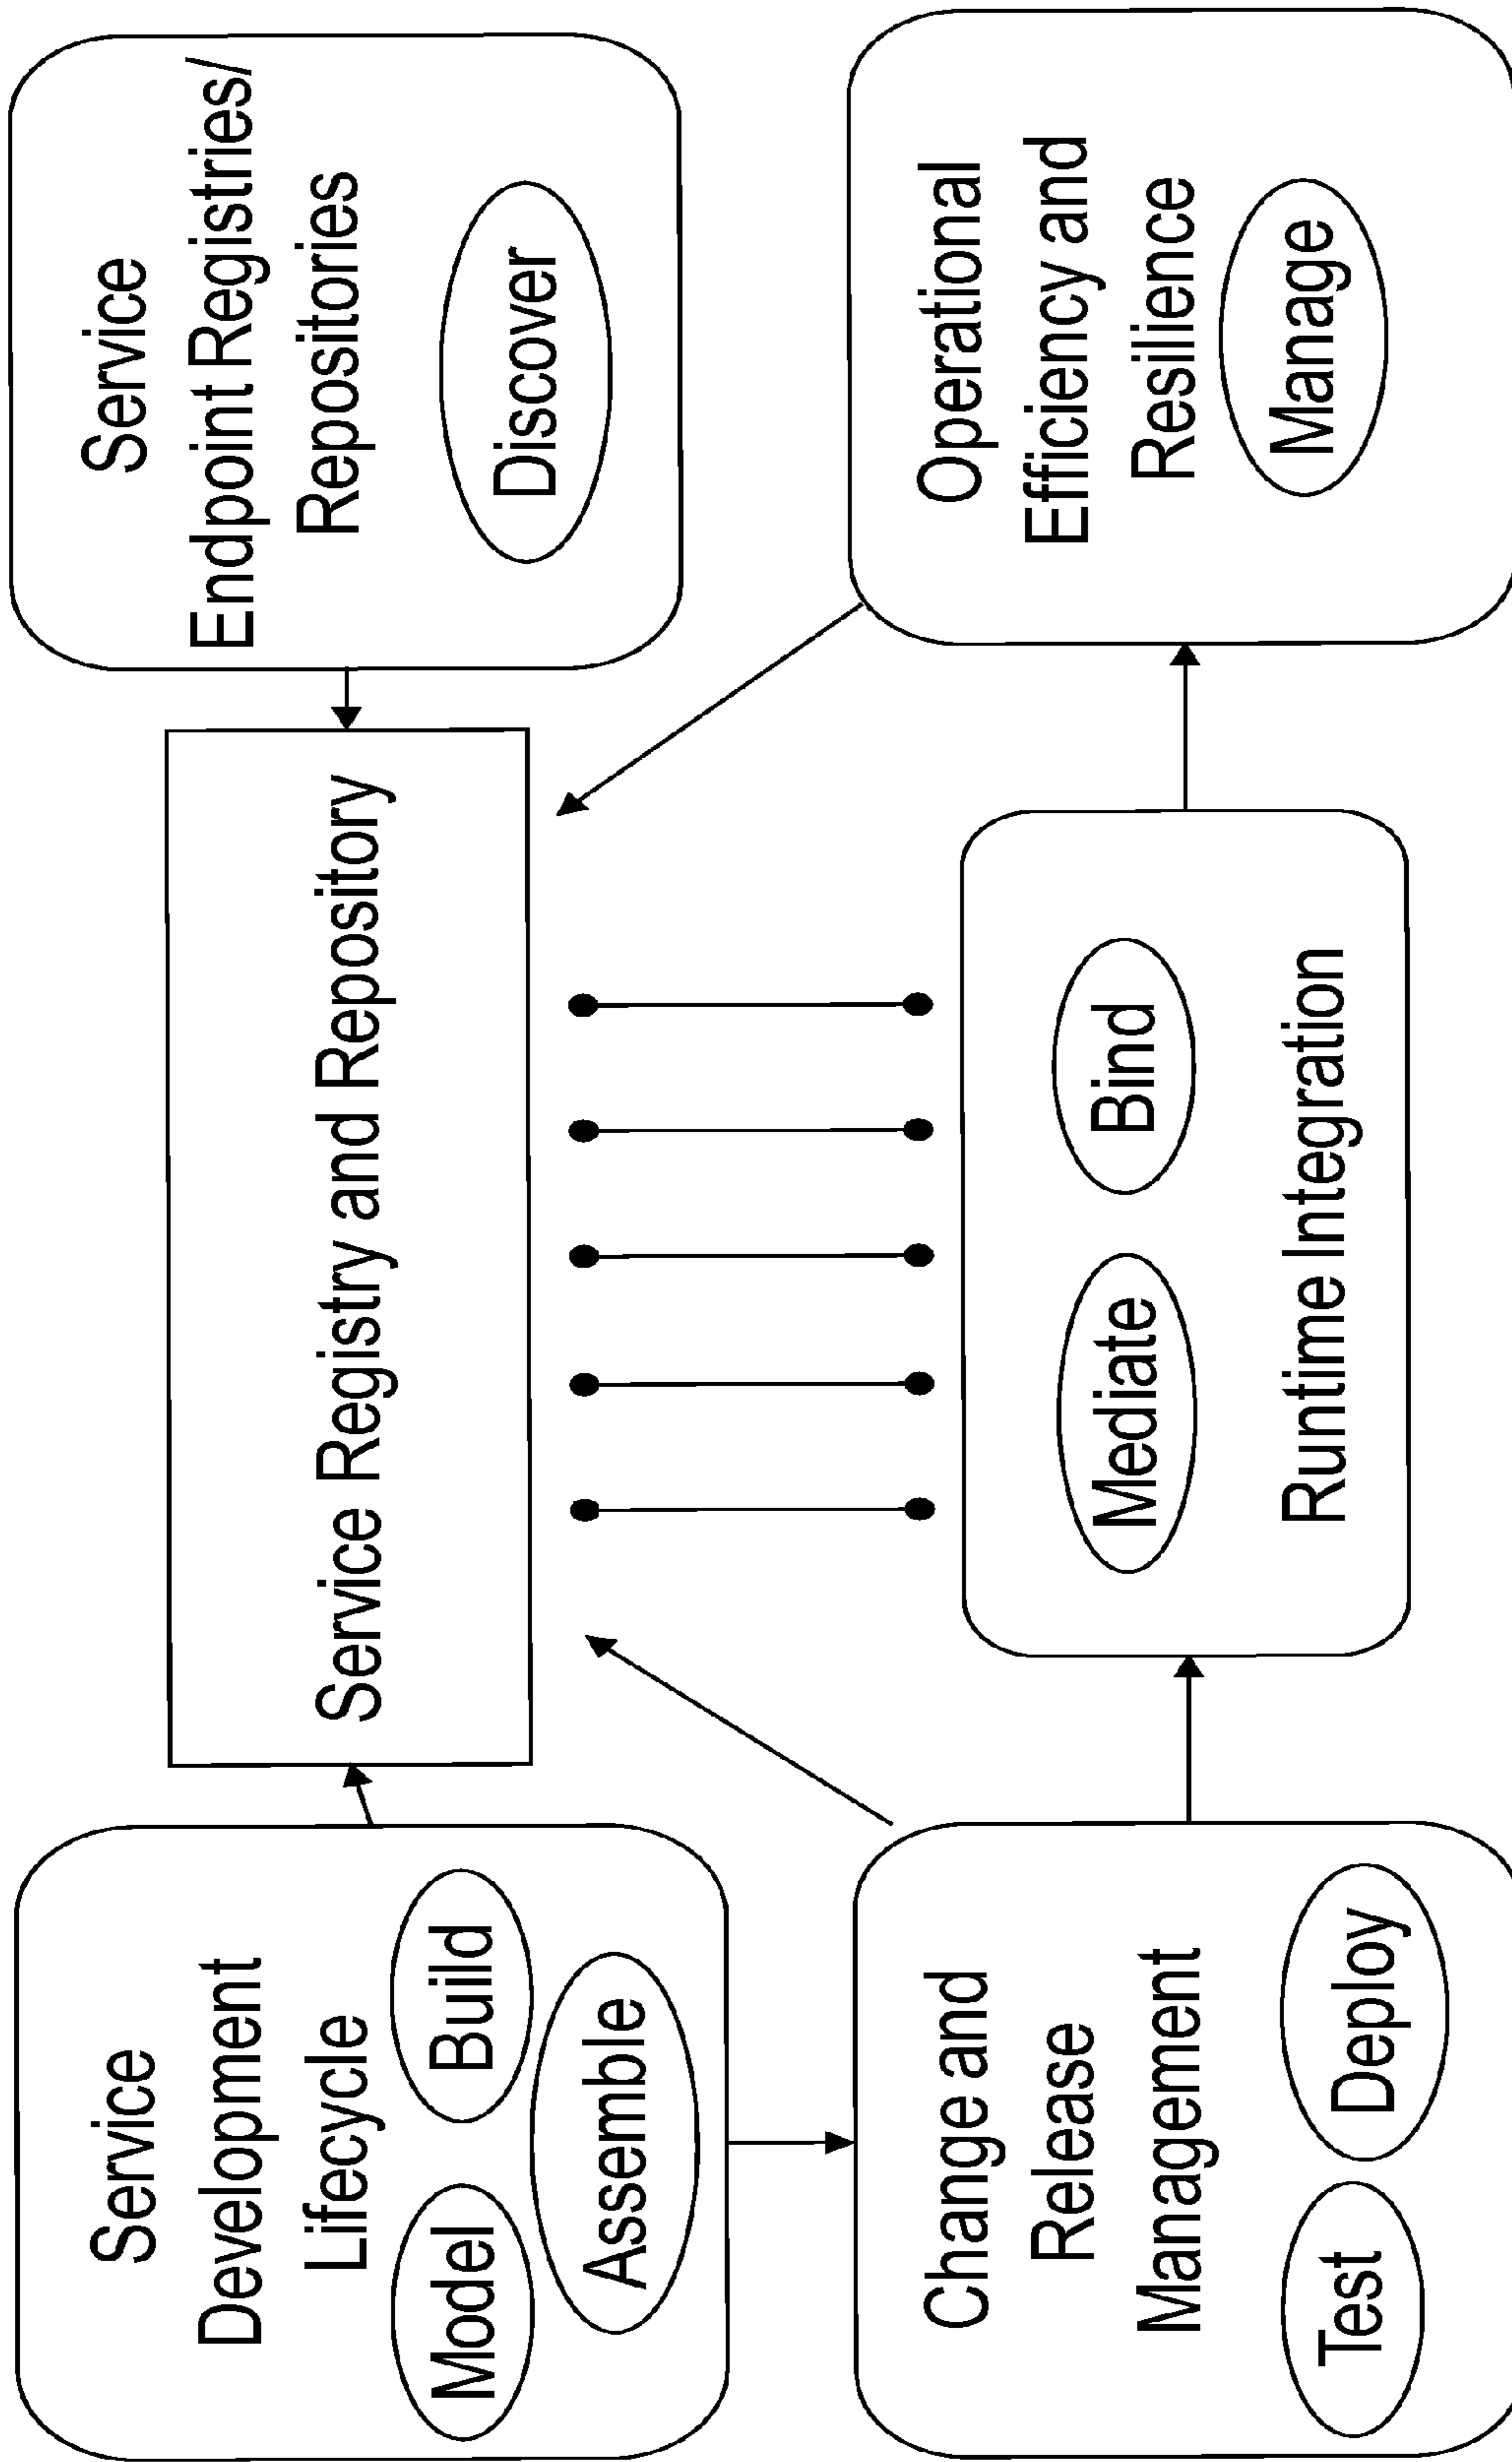 Service
Development
Lifecycle
Model
Build
Assemble
Service Registry and Repository
Service
Endpoint Registries/
Repositories
Discover
Change and
Release
Management
Test
Deploy
Mediate
Bind
Runtime Integration
Operational
Efficiency and
Resilience
Manage